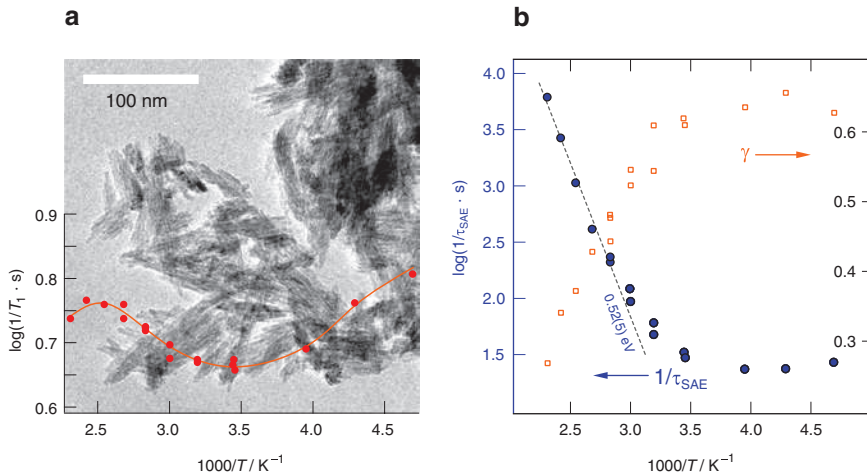 a
100 nm
log(1/T₁ · s)
0.9
0.8
0.7
0.6
2.5 3.0 3.5 4.0 4.5
1000/T / K⁻¹
b
log(1/τSAE · s)
4.0
3.5
3.0
2.5
2.0
1.5
γ
0.6
0.5
0.4
0.3
0.52(5) eV
1/τSAE
2.5 3.0 3.5 4.0 4.5
1000/T / K⁻¹